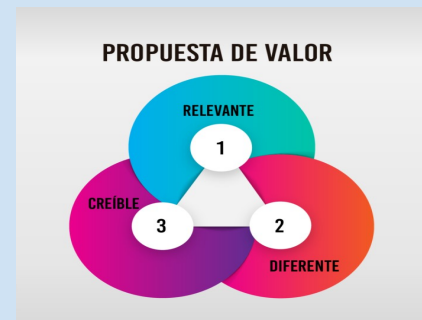 PROPUESTA DE VALOR
RELEVANTE
1
CREÍBLE
3
2
DIFERENTE